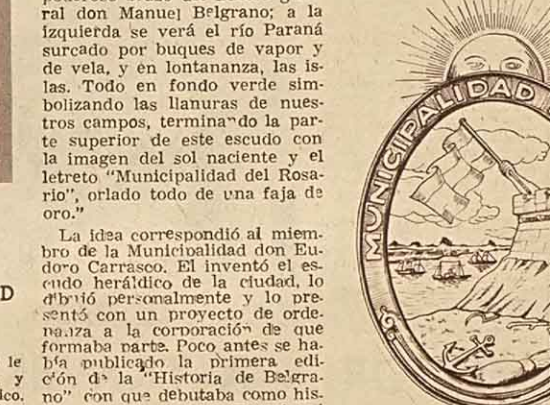 ral don Manuel Belgrano; a la
izquierda se verá el río Paraná
surcado por buques de vapor y
de vela, y en lontananza, las is-
las. Todo en fondo verde sim-
bolizando las llanuras de nues-
tros campos, terminando la par-
te superior de este escudo con
la imagen del sol naciente y el
letreto "Municipalidad del Rosa-
rio", orlado todo de una faja de
oro."
La idea correspondió al miem-
bro de la Municipalidad don Eu-
doro Carrasco. El inventó el es-
cudo heráldico de la ciudad, lo
dibujó personalmente y lo pre-
sentó con un proyecto de orde-
nanza a la corporación de que
formaba parte. Poco antes se ha-
bía publicado la primera edi-
ción de la "Historia de Belgra-
no" con que debutaba como his-
D
le
y
ico.
MUNICIPALIDAD